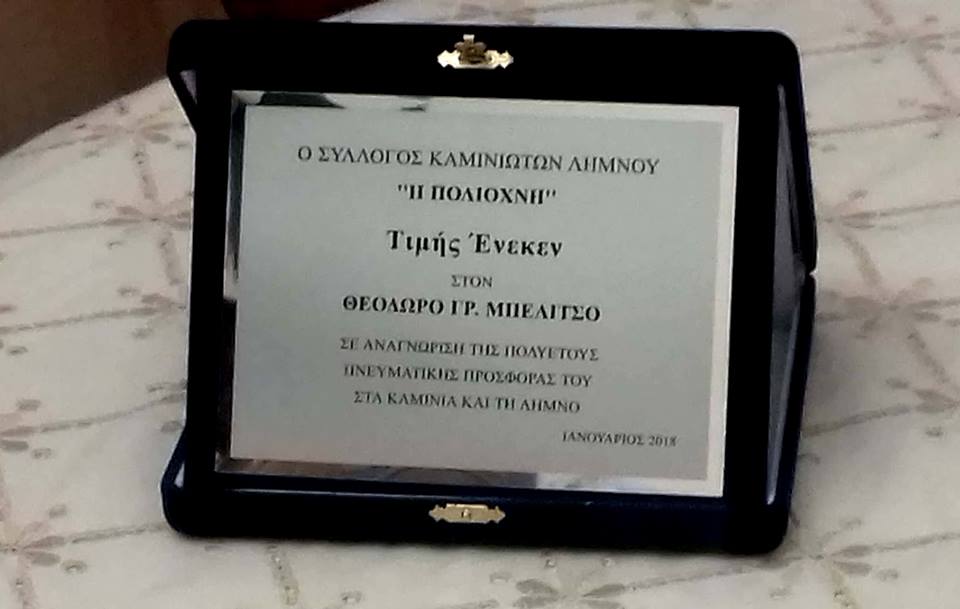 Ο ΣΥΛΛΟΓΟΣ ΚΑΜΙΝΙΩΤΩΝ ΛΗΜΝΟΥ
"Η ΠΟΛΙΟΧΝΗ"
Τιμής Ένεκεν
ΣΤΟΝ
ΘΕΟΔΩΡΟ ΓΡ. ΜΠΕΛΙΤΣΟ
ΣΕ ΑΝΑΓΝΩΡΙΣΗ ΤΗΣ ΠΟΛΥΕΤΟΥΣ
ΠΝΕΥΜΑΤΙΚΗΣ ΠΡΟΣΦΟΡΑΣ ΤΟΥ
ΣΤΑ ΚΑΜΙΝΙΑ ΚΑΙ ΤΗ ΛΗΜΝΟ
ΙΑΝΟΥΑΡΙΟΣ 2018